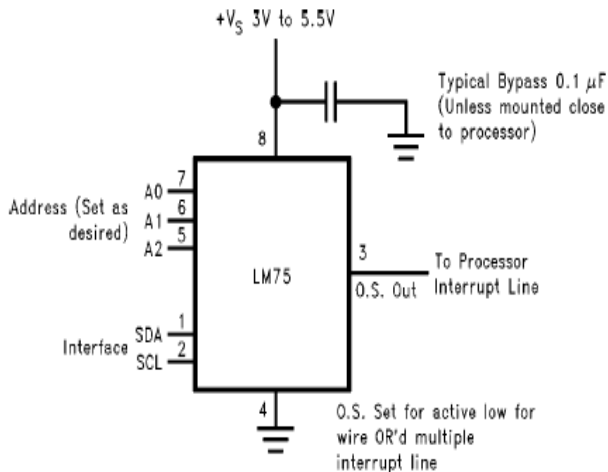 +VS 3V to 5.5V
Typical Bypass 0.1 μF
(Unless mounted close
to processor)
8
Address (Set as
desired)
A0 7
A1 6
A2 5
LM75
3
O.S. Out
To Processor
Interrupt Line
Interface
SDA 1
SCL 2
4
O.S. Set for active low for
wire OR'd multiple
interrupt line